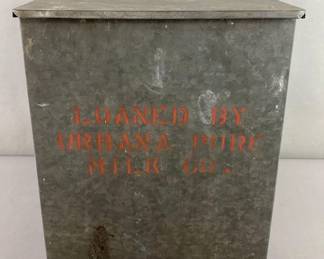 LOANED BY
URBANA PURE
MILK CO.